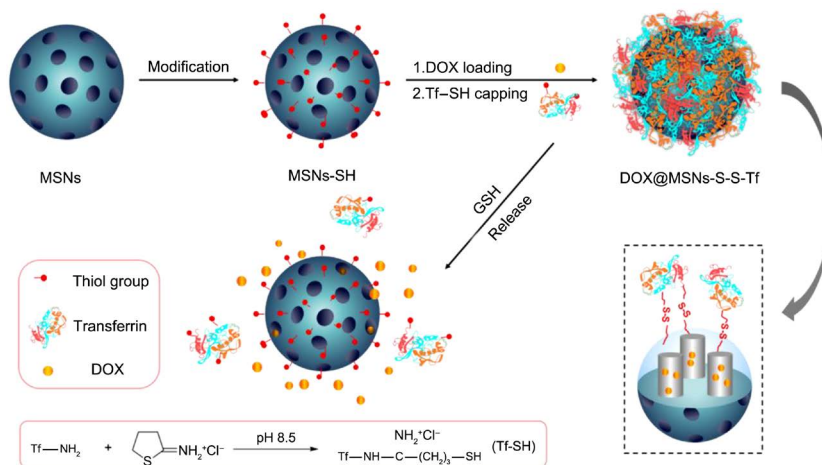 Modification
1.DOX loading
2.Tf–SH capping
MSNs
MSNs-SH
DOX@MSNs-S-S-Tf
GSH
Release
Thiol group
Transferrin
DOX
S-S
S-S
S-S
Tf—NH₂ + S =NH₂⁺Cl⁻ pH 8.5 NH₂⁺Cl⁻
Tf—NH—C—(CH₂)₃—SH (Tf-SH)